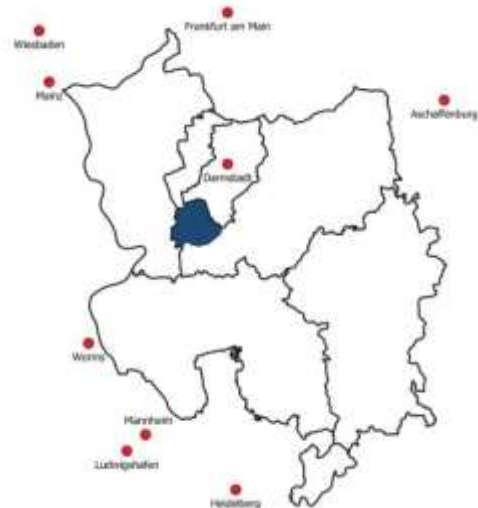 Frankfurt am Main
Wiesbaden
Mainz
Aschaffenburg
Darmstadt
Worms
Mannheim
Ludwigshafen
Heidelberg